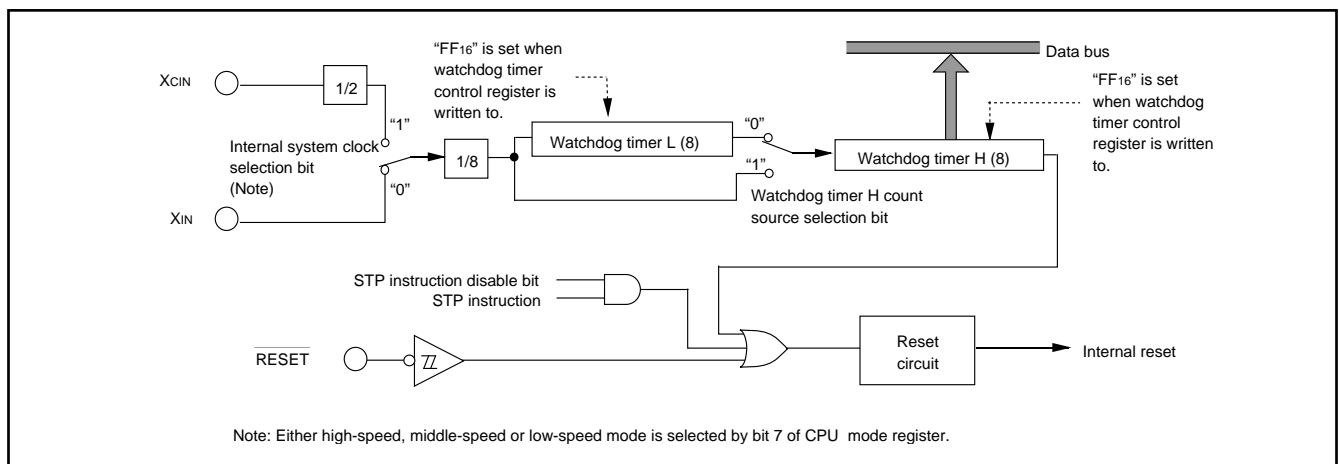 "FF16" is set when
watchdog timer
control register is
written to.
Data bus
"FF16" is set
when watchdog
timer control
register is written
to.
XCIN
1/2
"1"
Internal system clock
selection bit
(Note)
"0"
XIN
1/8
Watchdog timer L (8)
"0"
"1"
Watchdog timer H count
source selection bit
Watchdog timer H (8)
STP instruction disable bit
STP instruction
RESET
Reset
circuit
Internal reset
Note: Either high-speed, middle-speed or low-speed mode is selected by bit 7 of CPU mode register.